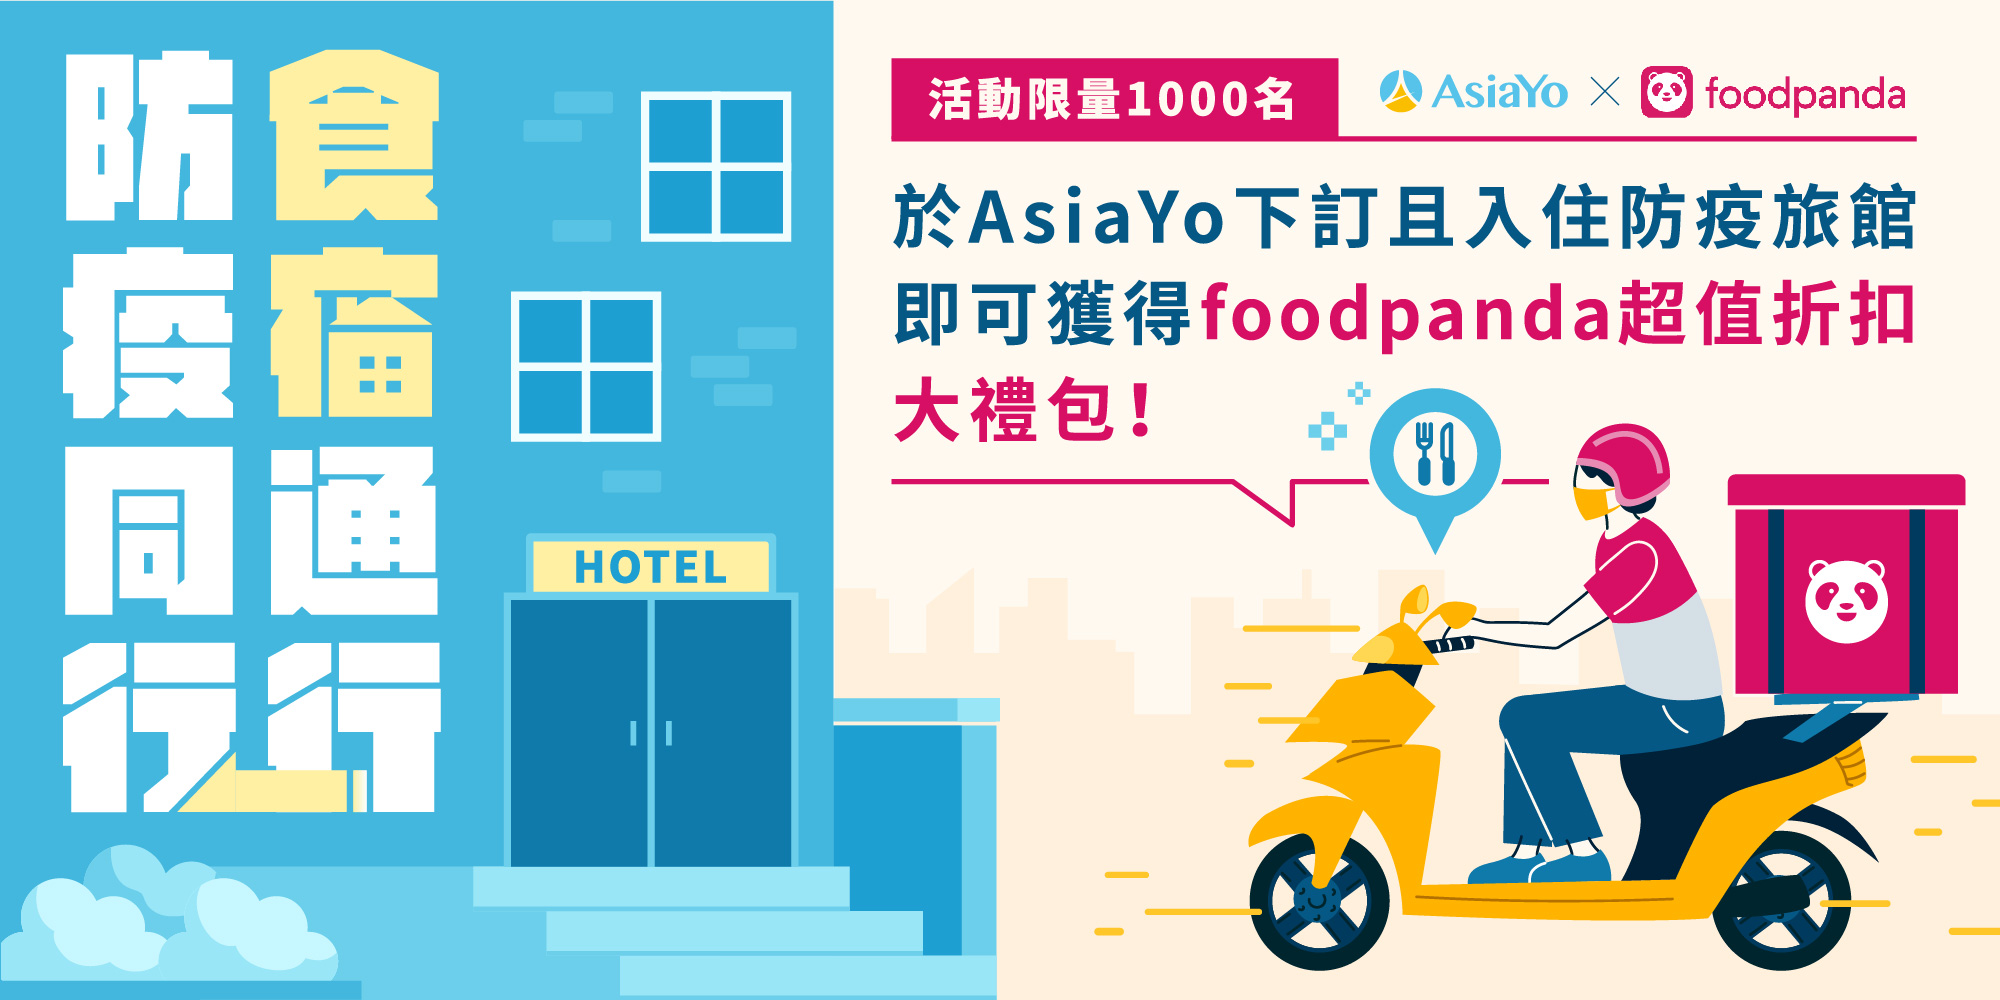 防疫同行
食宿通行
活動限量1000名
AsiaYo × foodpanda
於AsiaYo下訂且入住防疫旅館
即可獲得foodpanda超值折扣
大禮包！
HOTEL